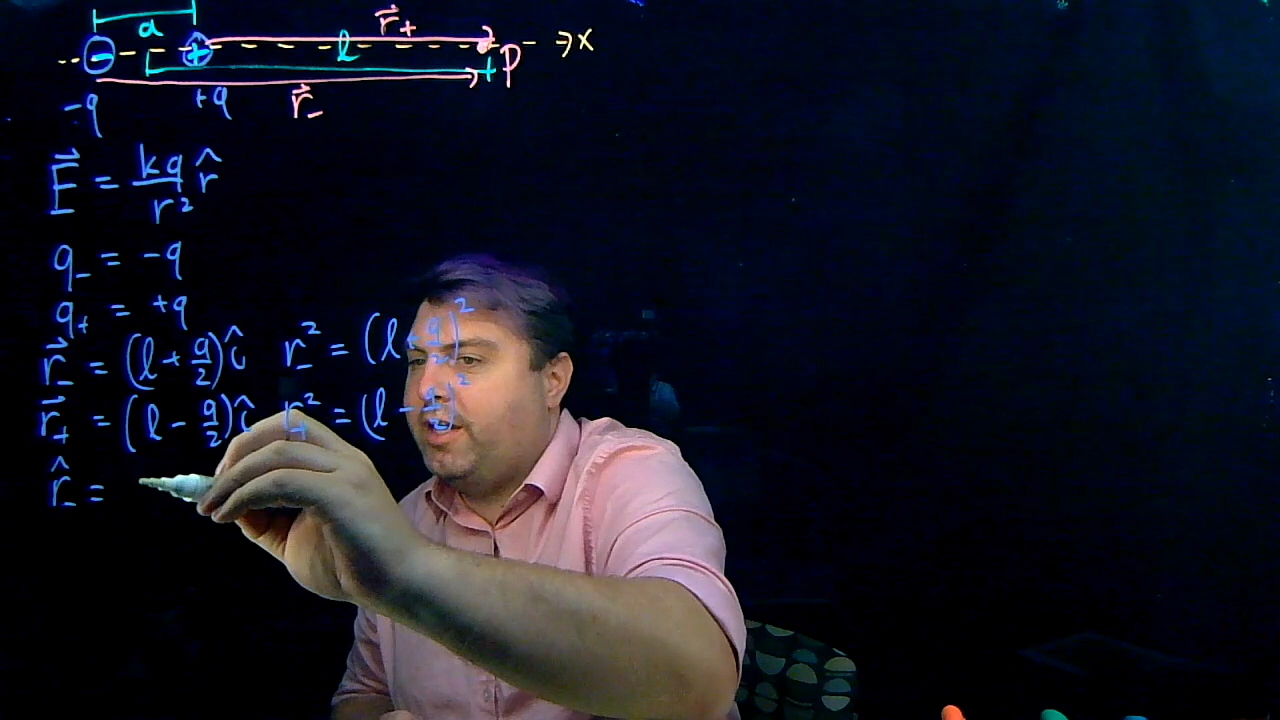 a
r⃗₊
- + l P → x
-q +q r⃗₋
E⃗ = kq/r² r̂
q₋ = -q
q₊ = +q
r⃗₋ = (l + a/2) î r₋² = (l + a/2)²
r⃗₊ = (l - a/2) î r₊² = (l - a/2)²
r̂₋ =